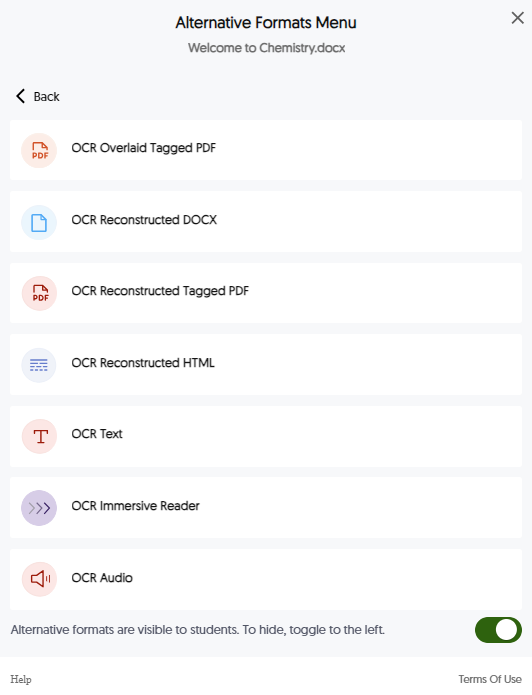 Alternative Formats Menu
Welcome to Chemistry.docx
Back
PDF
OCR Overlaid Tagged PDF
OCR Reconstructed DOCX
PDF
OCR Reconstructed Tagged PDF
OCR Reconstructed HTML
OCR Text
OCR Immersive Reader
OCR Audio
Alternative formats are visible to students. To hide, toggle to the left.
Help
Terms Of Use